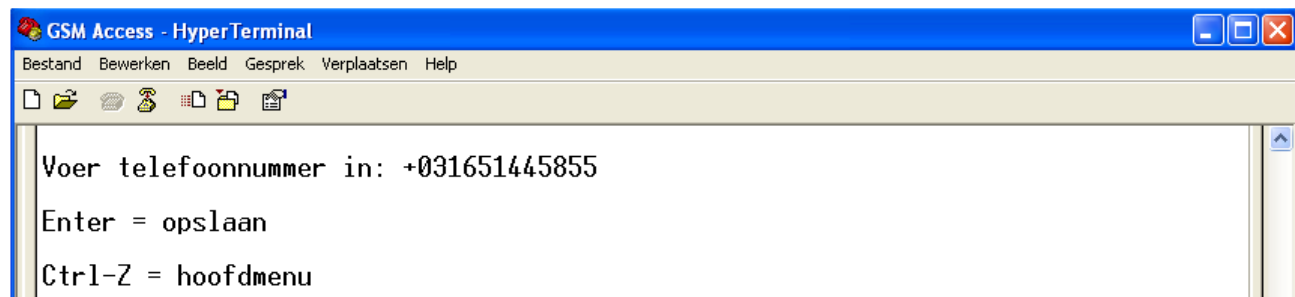 GSM Access - HyperTerminal
Bestand Bewerken Beeld Gesprek Verplaatsen Help
Voer telefoonnummer in: +031651445855
Enter = opslaan
Ctrl-Z = hoofdmenu